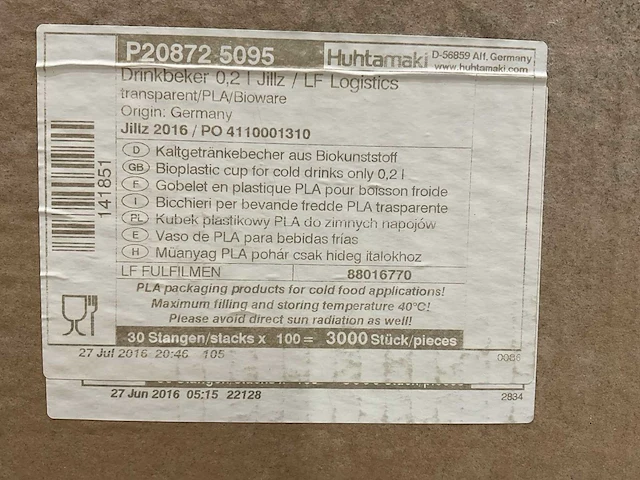 P20872 5095
Huhtamaki D-56859 Alf, Germany
www.huhtamaki.com
Drinkbeker 0,2 l Jillz / LF Logistics
transparent/PLA/Bioware
Origin: Germany
Jillz 2016 / PO 4110001310
D Kaltgetränkebecher aus Biokunststoff
GB Bioplastic cup for cold drinks only 0,2 l
F Gobelet en plastique PLA pour boisson froide
I Bicchieri per bevande fredde PLA trasparente
PL Kubek plastikowy PLA do zimnych napojów
E Vaso de PLA para bebidas frías
H Müanyag PLA pohár csak hideg italokhoz
141851
LF FULFILMEN 88016770
PLA packaging products for cold food applications!
Maximum filling and storing temperature 40°C!
Please avoid direct sun radiation as well!
30 Stangen/stacks x 100= 3000 Stück/pieces
27 Jul 2016 20:46 105 0086
27 Jun 2016 05:15 22128 2834